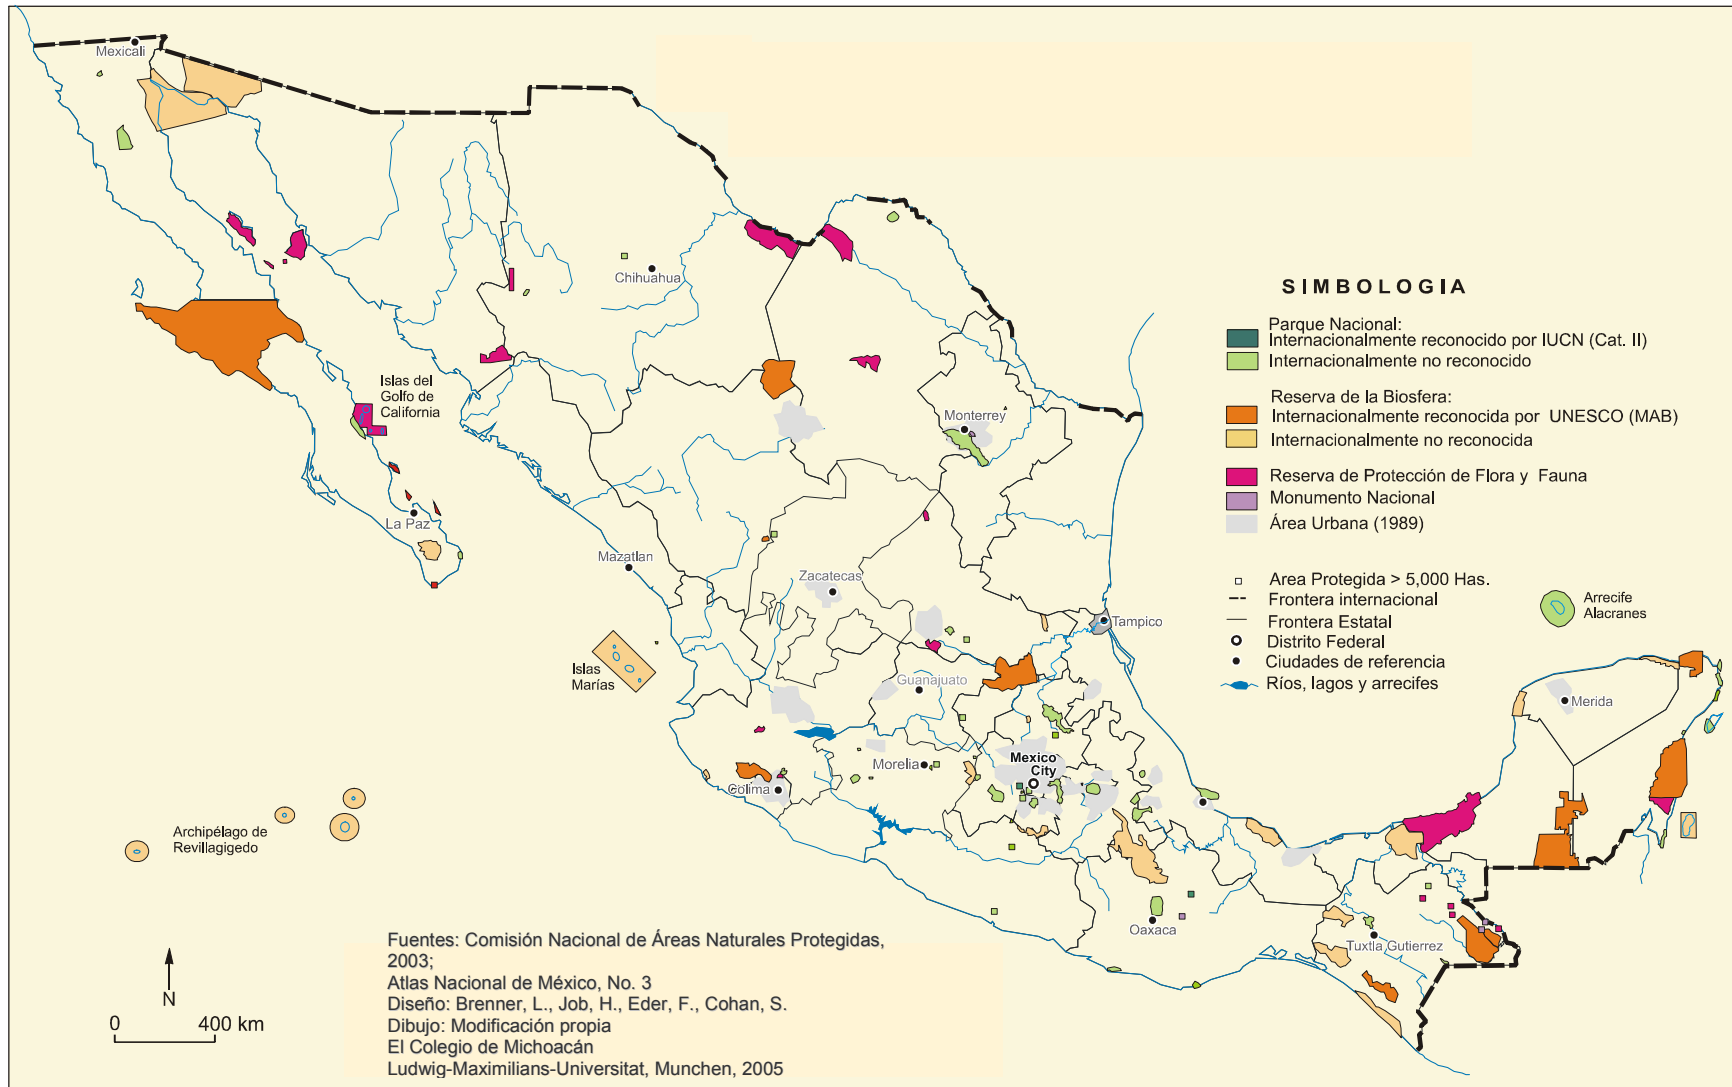 Mexicali
Chihuahua
Islas del
Golfo de
California
Monterrey
La Paz
Mazatlan
Zacatecas
Tampico
Islas
Marías
Guanajuato
Merida
Morelia
Mexico
City
Colima
Archipélago de
Revillagigedo
Oaxaca
Tuxtla Gutierrez
Arrecife
Alacranes
SIMBOLOGIA
Parque Nacional:
Internacionalmente reconocido por IUCN (Cat. II)
Internacionalmente no reconocido
Reserva de la Biosfera:
Internacionalmente reconocida por UNESCO (MAB)
Internacionalmente no reconocida
Reserva de Protección de Flora y Fauna
Monumento Nacional
Área Urbana (1989)
Area Protegida > 5,000 Has.
Frontera internacional
Frontera Estatal
Distrito Federal
Ciudades de referencia
Ríos, lagos y arrecifes
N
0 400 km
Fuentes: Comisión Nacional de Áreas Naturales Protegidas,
2003;
Atlas Nacional de México, No. 3
Diseño: Brenner, L., Job, H., Eder, F., Cohan, S.
Dibujo: Modificación propia
El Colegio de Michoacán
Ludwig-Maximilians-Universitat, Munchen, 2005